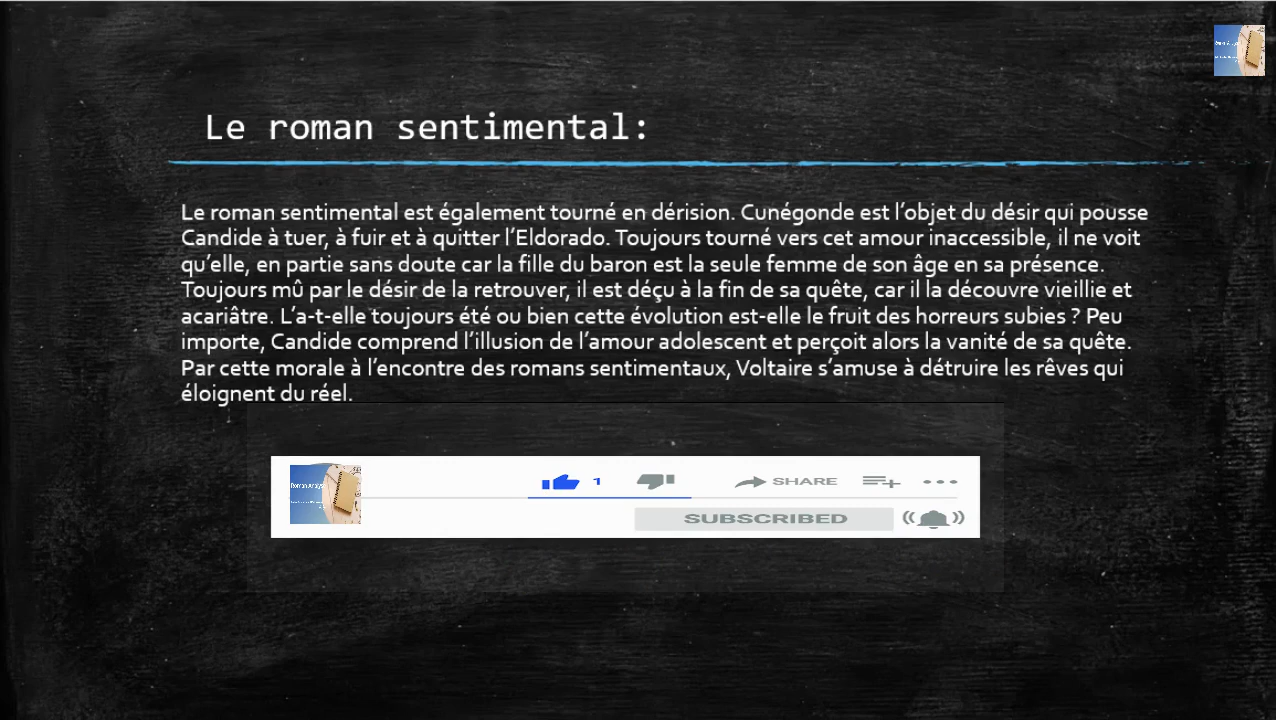 Le roman sentimental:
Le roman sentimental est également tourné en dérision. Cunégonde est l’objet du désir qui pousse
Candide à tuer, à fuir et à quitter l’Eldorado. Toujours tourné vers cet amour inaccessible, il ne voit
qu’elle, en partie sans doute car la fille du baron est la seule femme de son âge en sa présence.
Toujours mû par le désir de la retrouver, il est déçu à la fin de sa quête, car il la découvre vieillie et
acariâtre. L’a-t-elle toujours été ou bien cette évolution est-elle le fruit des horreurs subies ? Peu
importe, Candide comprend l’illusion de l’amour adolescent et perçoit alors la vanité de sa quête.
Par cette morale à l’encontre des romans sentimentaux, Voltaire s’amuse à détruire les rêves qui
éloignent du réel.
Roman Analys
1
SHARE
SUBSCRIBED